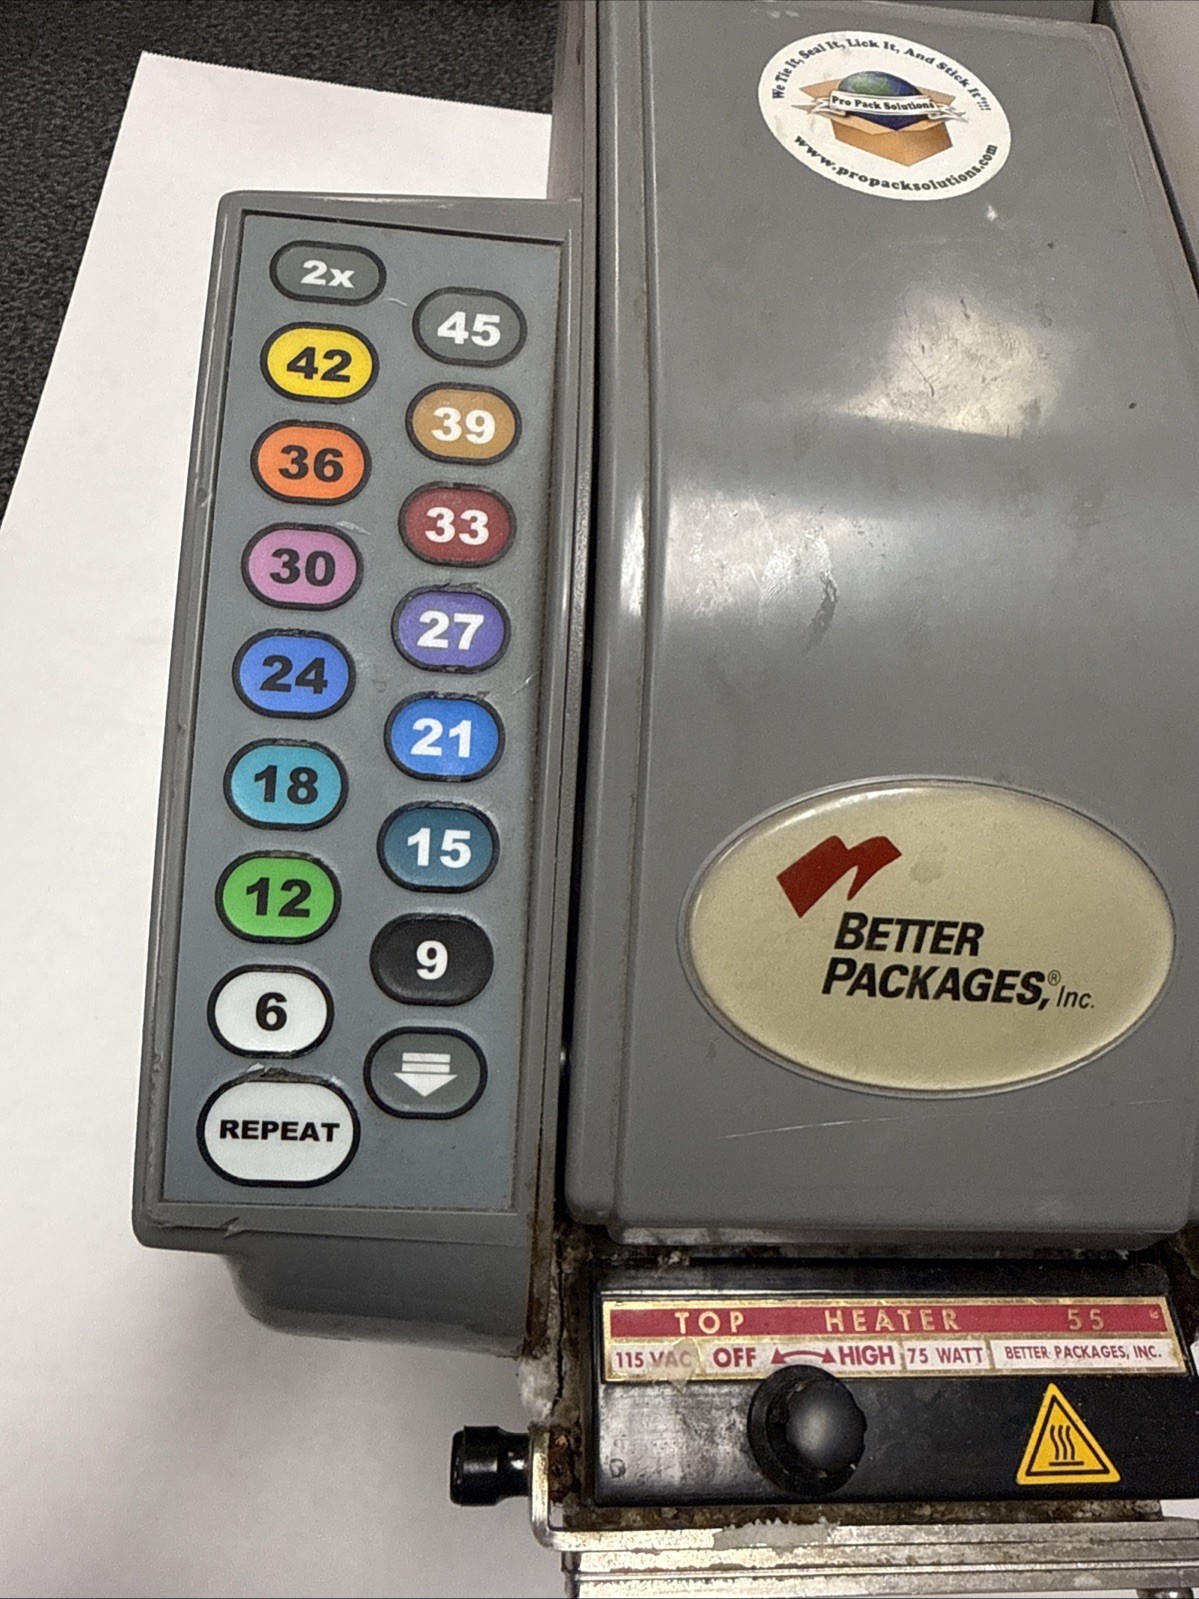 We Tie It, Seal It, Lick It, And Stick It"!!!
Pro Pack Solutions
www.propacksolutions.com
2x
45
42
39
36
33
30
27
24
21
18
15
12
9
6
REPEAT
BETTER
PACKAGES,® Inc.
TOP HEATER 55
115 VAC OFF HIGH 75 WATT BETTER PACKAGES, INC.